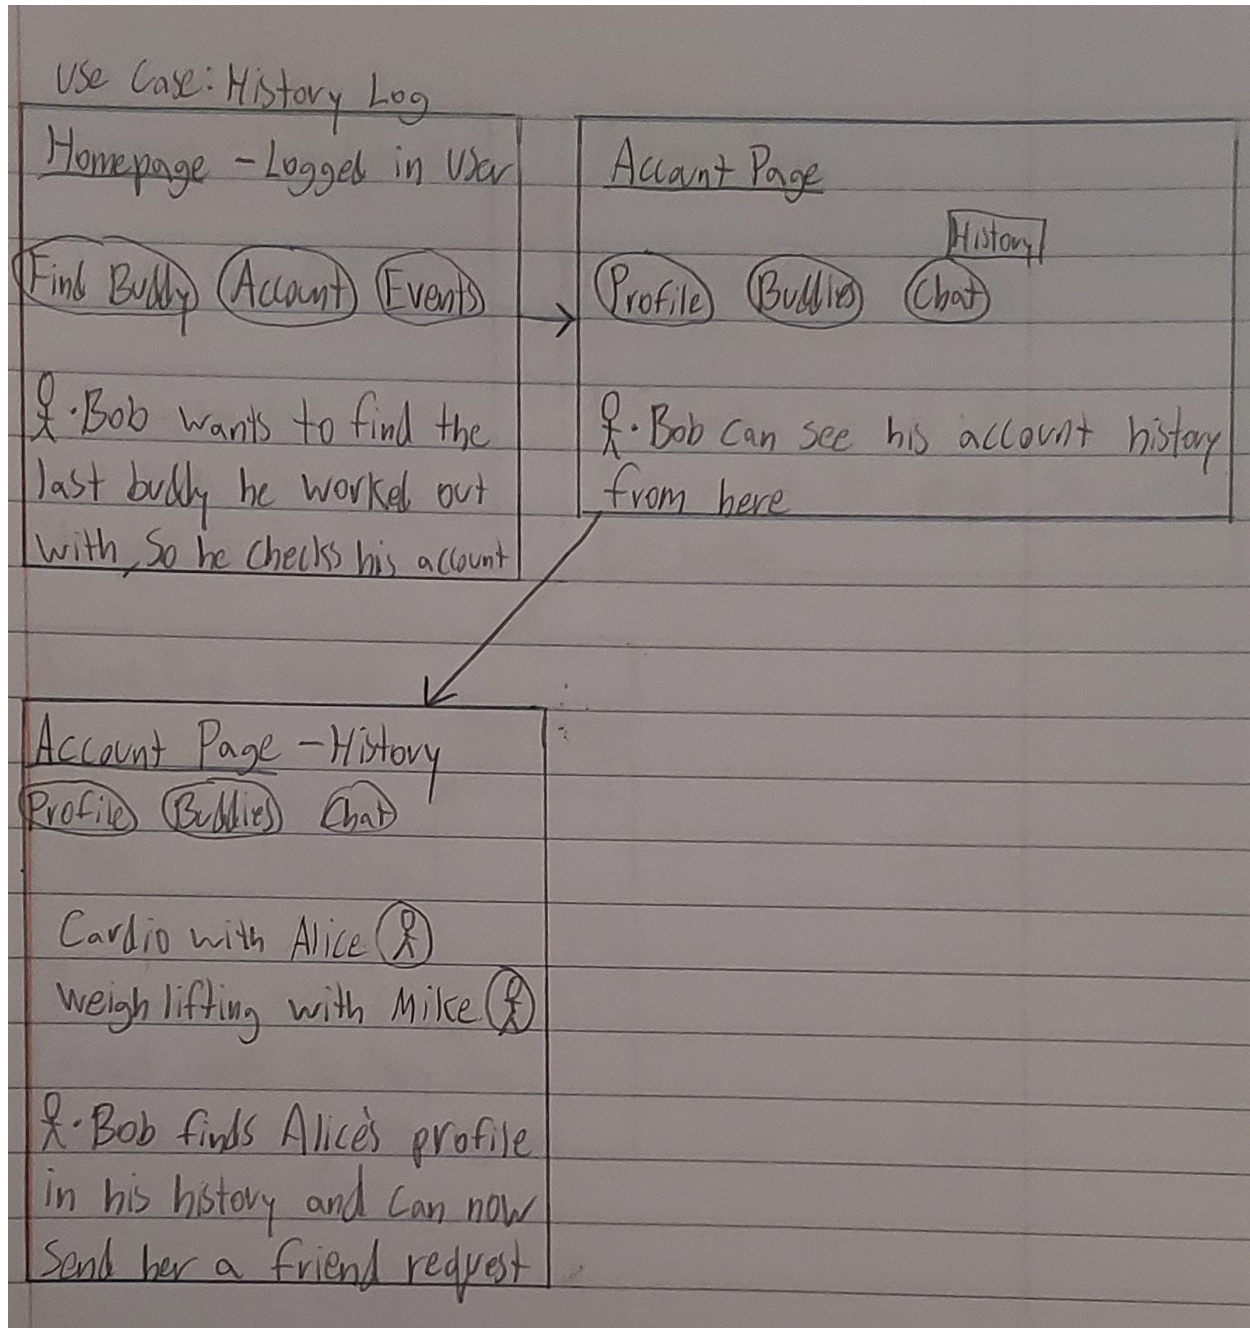 Use Case: History Log
Homepage - Logged in User
Find Buddy Account Events
Bob wants to find the
last buddy he worked out
with, So he checks his account
Account Page
History
Profile Buddies Chat
Bob can see his account history
from here
Account Page - History
Profile Buddies Chat
Cardio with Alice
weigh lifting with Mike
Bob finds Alice's profile
in his history and can now
send her a friend request